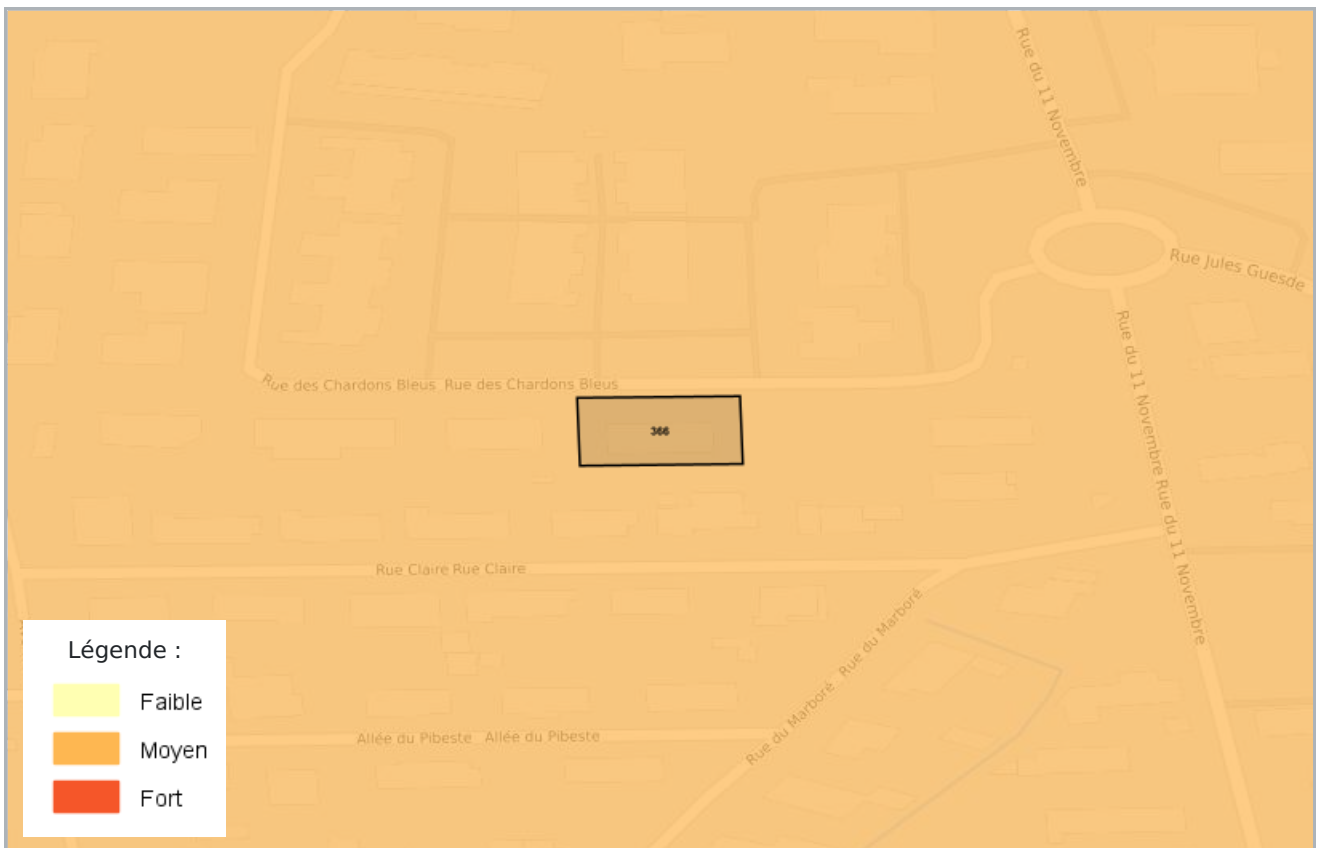 Rue du 11 Novembre
Rue Jules Guesde
Rue des Chardons Bleus Rue des Chardons Bleus
366
Rue du 11 Novembre Rue du 11 Novembre
Rue Claire Rue Claire
Rue du Marboré Rue du Marboré
Allée du Pibeste Allée du Pibeste
Légende :
Faible
Moyen
Fort